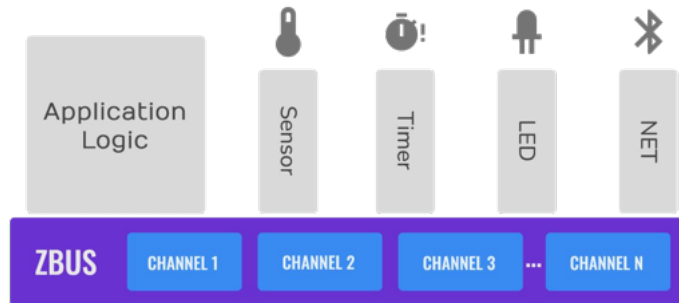 Application
Logic
Sensor
Timer
LED
NET
ZBUS
CHANNEL 1
CHANNEL 2
CHANNEL 3
...
CHANNEL N